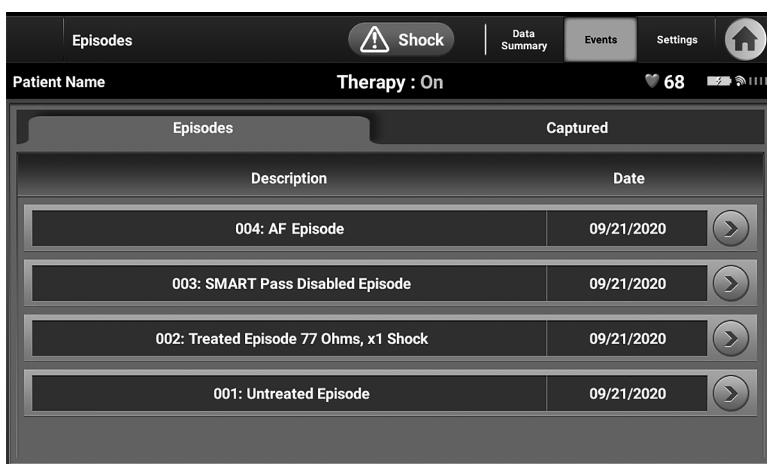 Episodes
Shock
Data
Summary
Events
Settings
Patient Name
Therapy : On
68
Episodes
Captured
Description
Date
004: AF Episode
09/21/2020
003: SMART Pass Disabled Episode
09/21/2020
002: Treated Episode 77 Ohms, x1 Shock
09/21/2020
001: Untreated Episode
09/21/2020